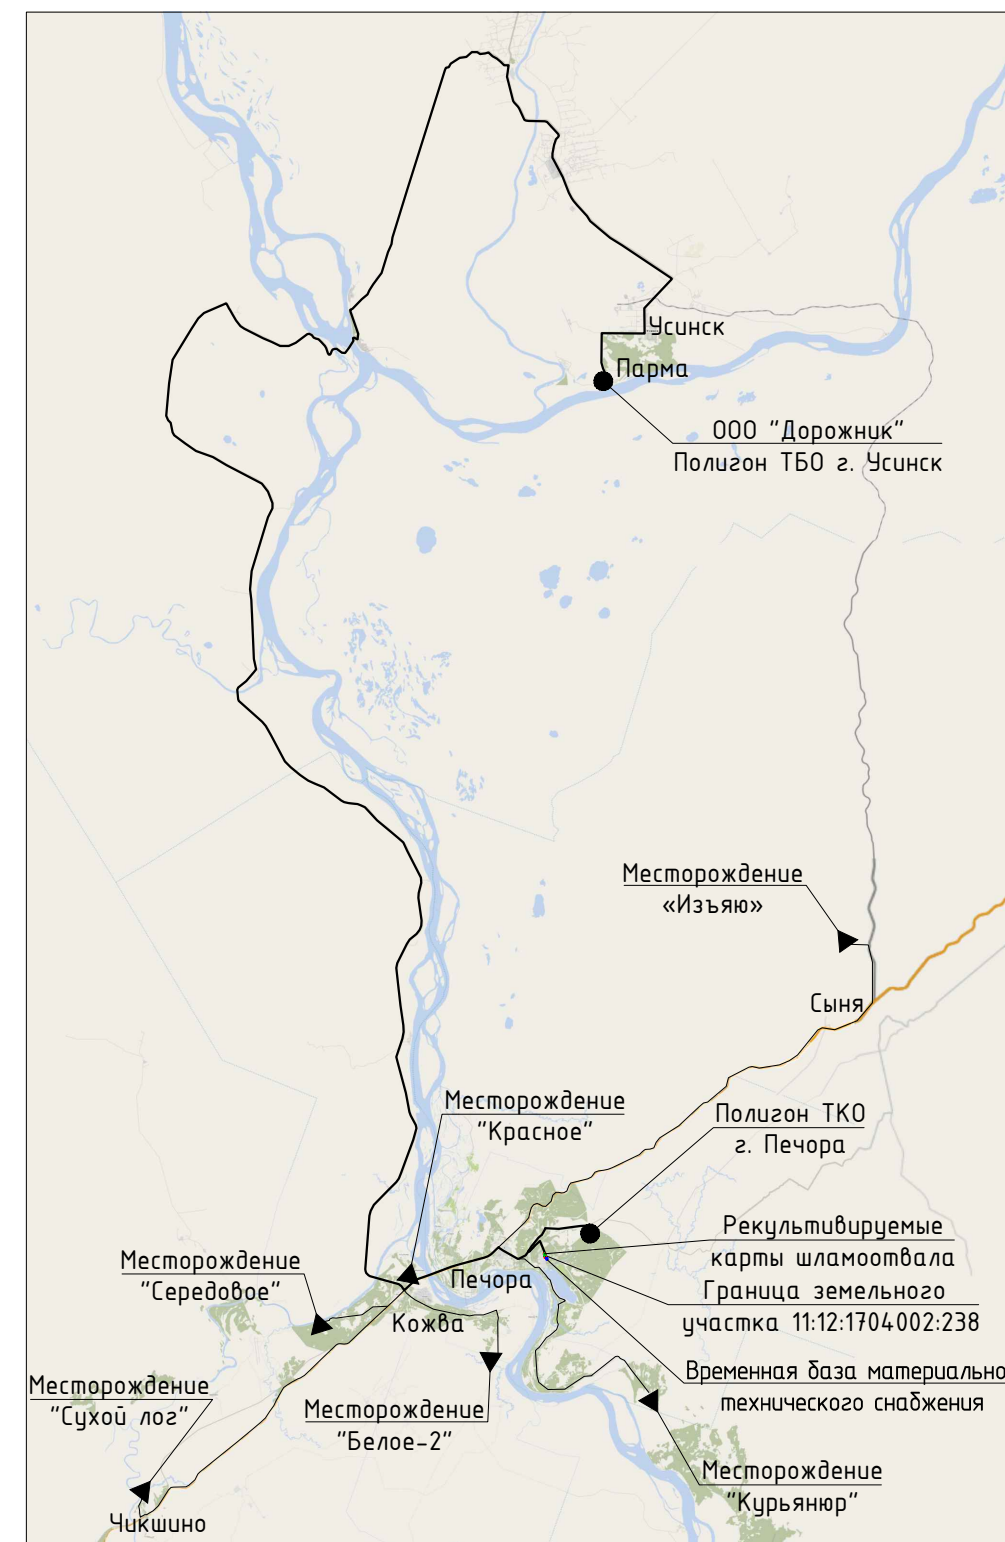 Усинск
Парма
ООО "Дорожник"
Полигон ТБО г. Усинск
Месторождение
«Изъяю»
Сыня
Месторождение
"Красное"
Полигон ТКО
г. Печора
Рекультивируемые
карты шламоотвала
Месторождение
"Середовое"
Печора
Граница земельного
участка 11:12:1704002:238
Кожва
Временная база материально
технического снабжения
Месторождение
"Сухой лог"
Месторождение
"Белое-2"
Месторождение
"Курьянюр"
Чикшино